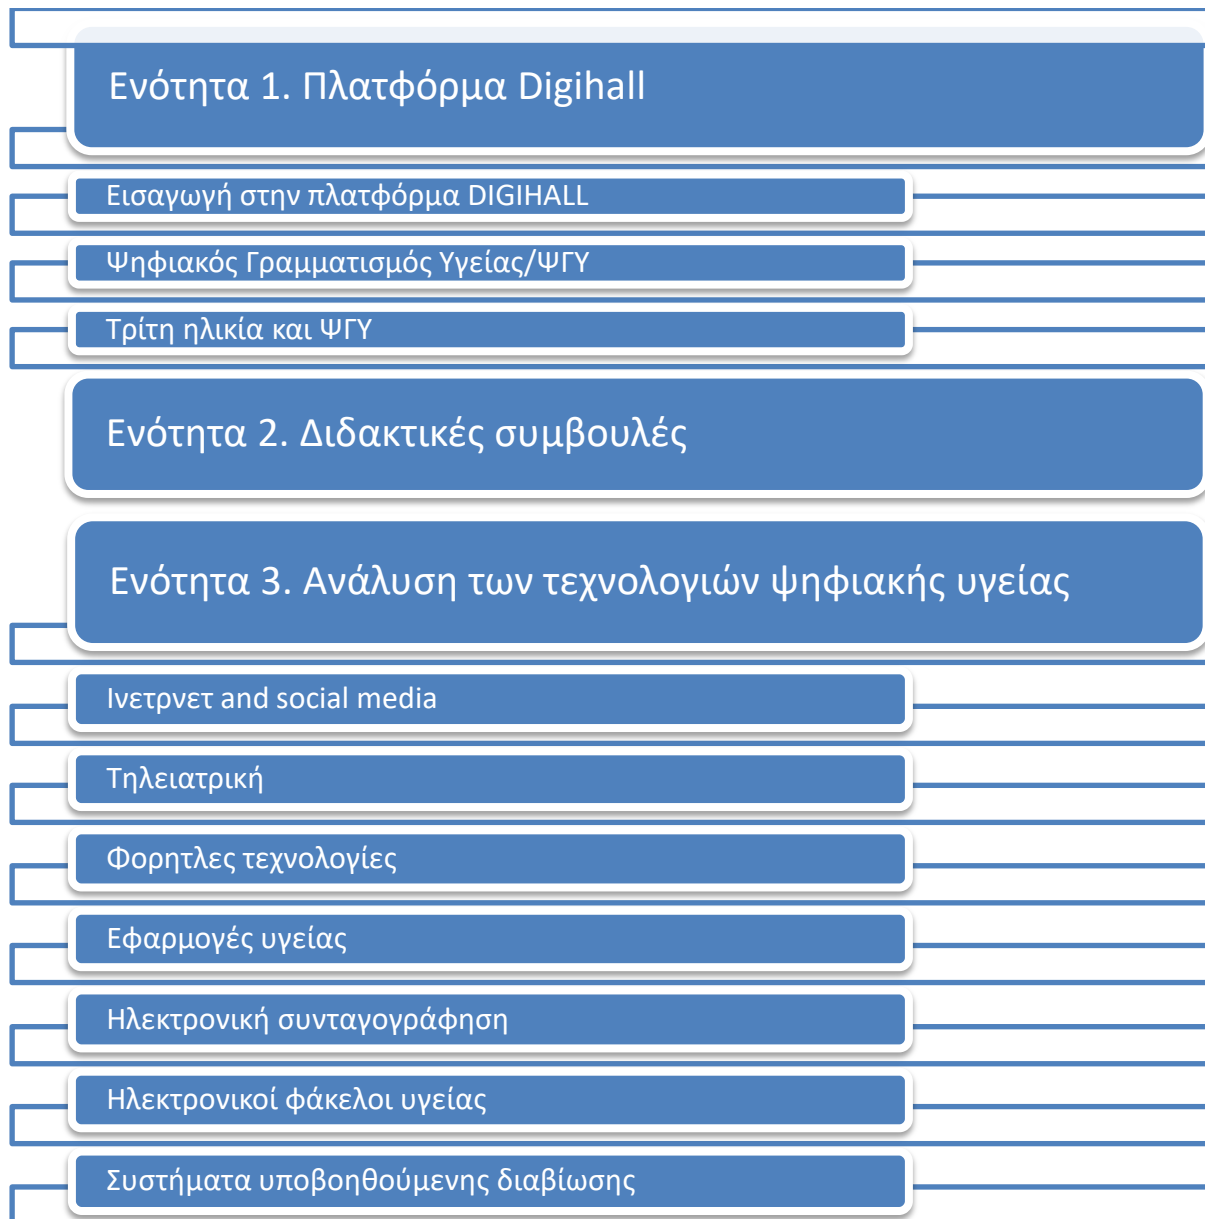 Ενότητα 1. Πλατφόρμα Digihall
Εισαγωγή στην πλατφόρμα DIGIHALL
Ψηφιακός Γραμματισμός Υγείας/ΨΓΥ
Τρίτη ηλικία και ΨΓΥ
Ενότητα 2. Διδακτικές συμβουλές
Ενότητα 3. Ανάλυση των τεχνολογιών ψηφιακής υγείας
Ινετρνετ and social media
Τηλειατρική
Φορητλες τεχνολογίες
Εφαρμογές υγείας
Ηλεκτρονική συνταγογράφηση
Ηλεκτρονικοί φάκελοι υγείας
Συστήματα υποβοηθούμενης διαβίωσης